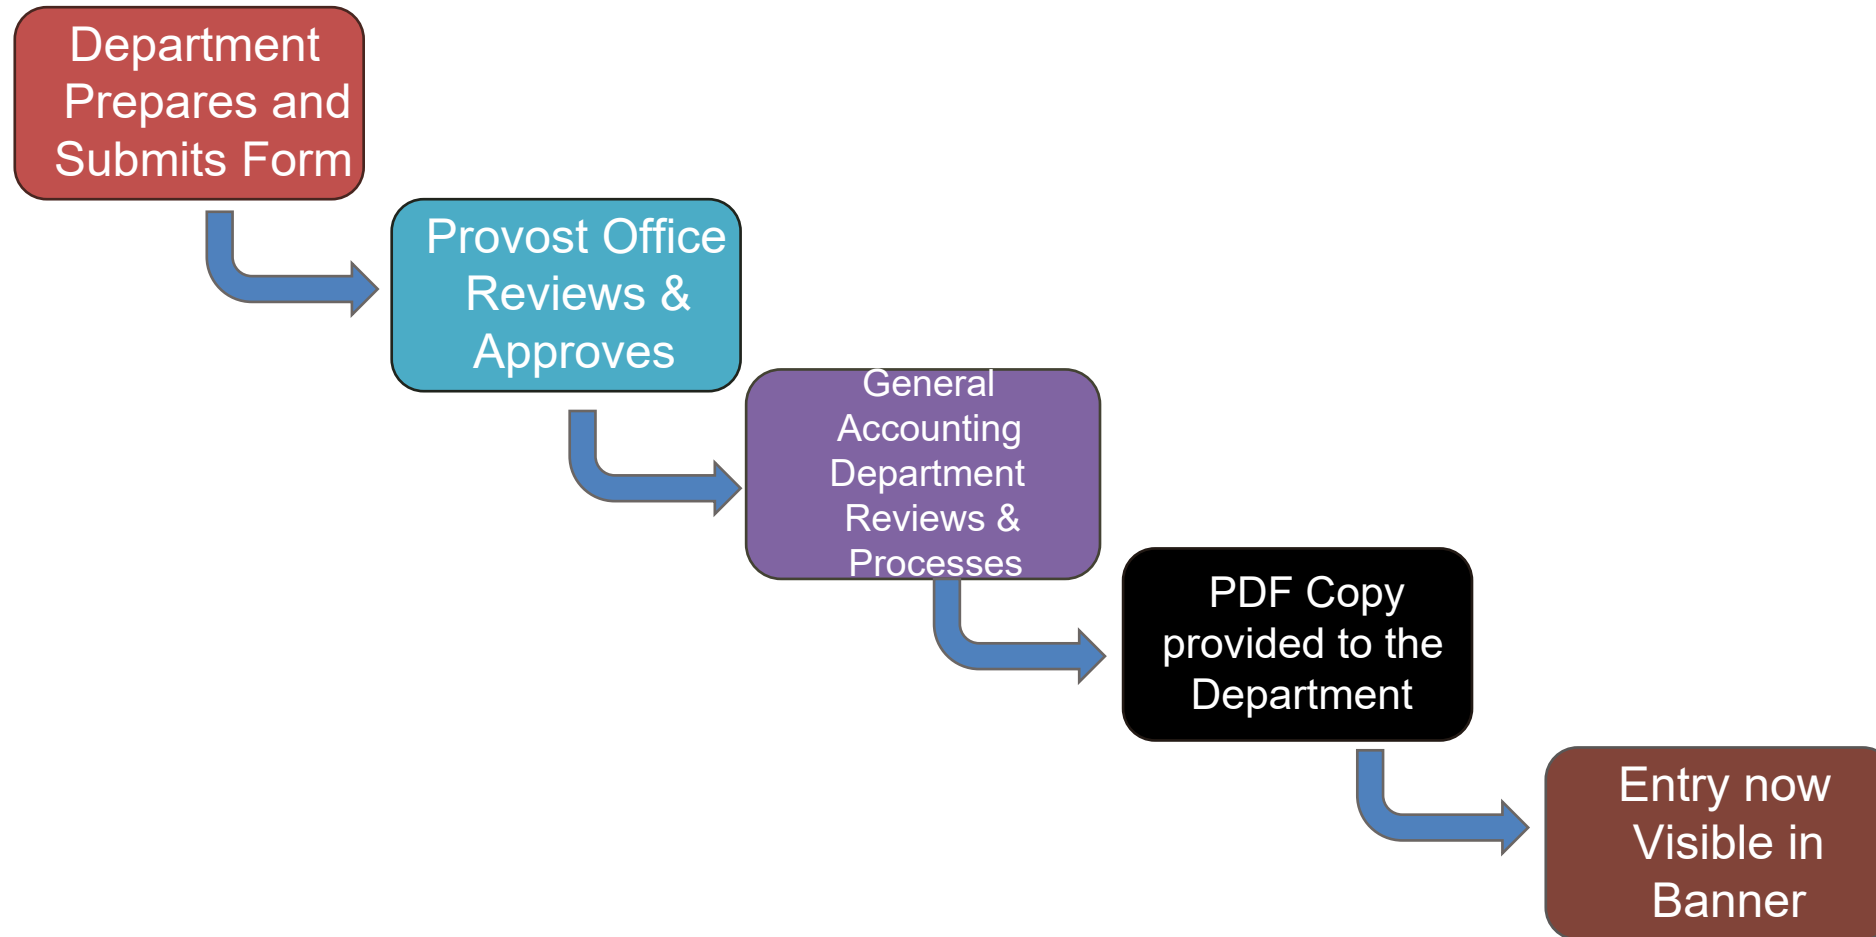 Department
Prepares and
Submits Form
Provost Office
Reviews &
Approves
General
Accounting
Department
Reviews &
Processes
PDF Copy
provided to the
Department
Entry now
Visible in
Banner